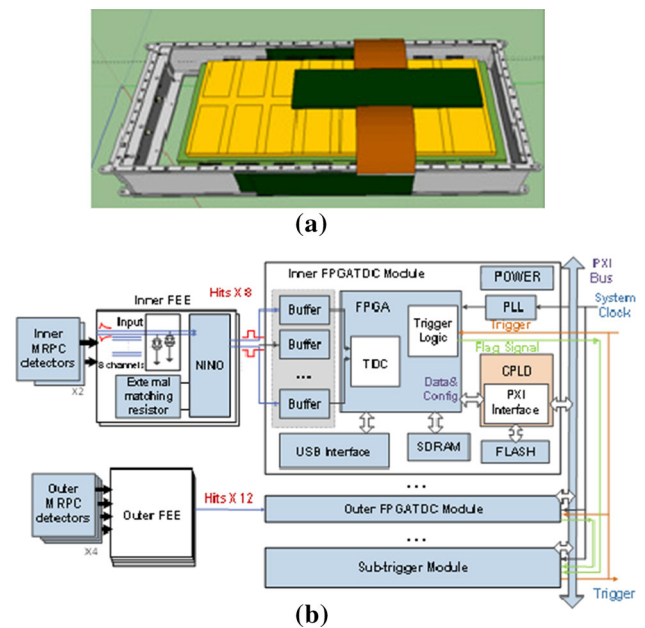 (a)
Inner FPGATDC Module
POWER
PXI
Bus
Inner FEE
Hits X 8
Input
8 channels
NINO
External
matching
resistor
Inner
MRPC
detectors
X2
Buffer
Buffer
...
Buffer
FPGA
TDC
Trigger
Logic
PLL
System
Clock
Trigger
Flag Signal
CPLD
PXI
Interface
Data&
Config
USB Interface
SDRAM
FLASH
...
Outer
MRPC
detectors
X4
Outer FEE
Hits X 12
Outer FPGATDC Module
...
Sub-trigger Module
Trigger
(b)